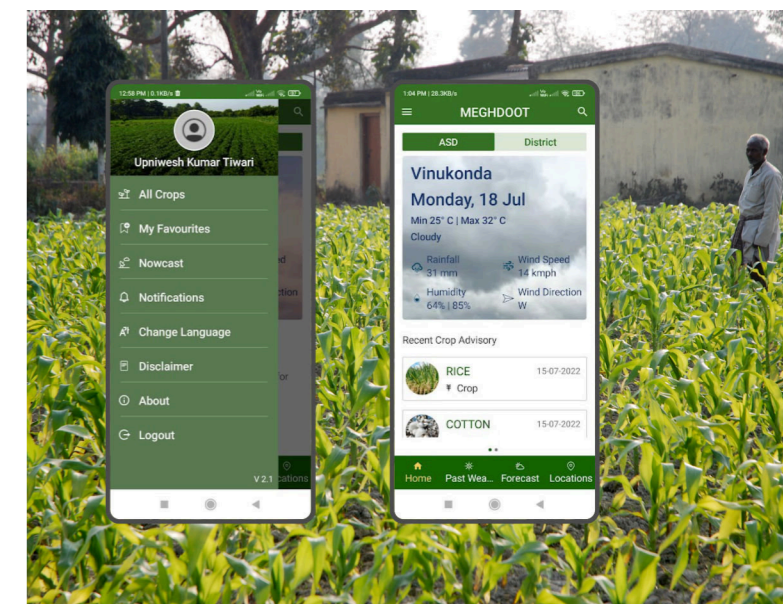 12:58 PM | 0.1KB/s
Upniwesh Kumar Tiwari
All Crops
My Favourites
Nowcast
Notifications
Change Language
Disclaimer
About
Logout
V 2.1
1:04 PM | 28.3KB/s
MEGHDOOT
ASD District
Vinukonda
Monday, 18 Jul
Min 25° C | Max 32° C
Cloudy
Rainfall Wind Speed
31 mm 14 kmph
Humidity Wind Direction
64% | 85% W
Recent Crop Advisory
RICE 15-07-2022
Crop
COTTON 15-07-2022
Home Past Wea... Forecast Locations